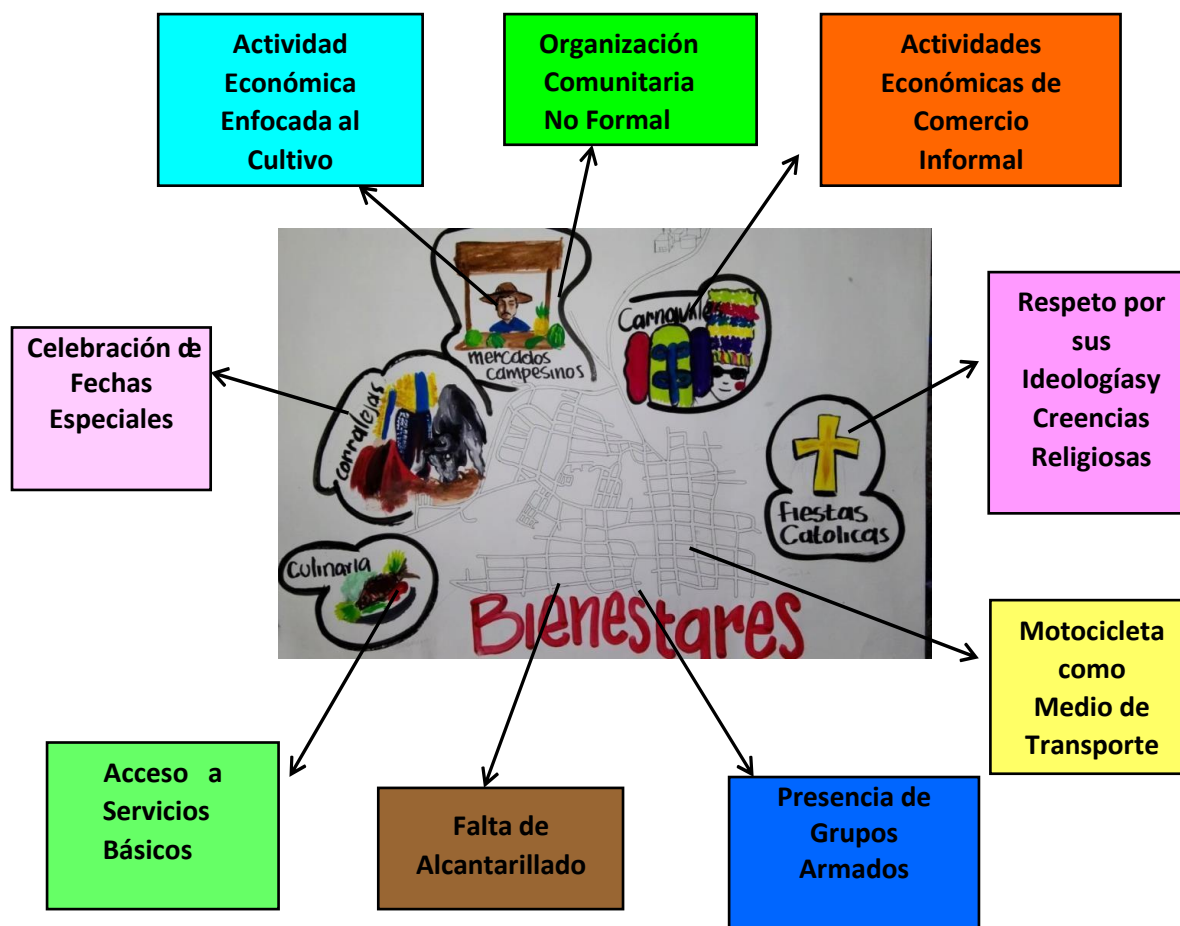 Actividad
Económica
Enfocada al
Cultivo
Organización
Comunitaria
No Formal
Actividades
Económicas de
Comercio
Informal
Celebración de
Fechas
Especiales
Respeto por
sus
Ideologíasy
Creencias
Religiosas
mercados
campesinos
Carnavales
corralejas
Fiestas
Catolicas
Culinaria
Bienestares
Motocicleta
como
Medio de
Transporte
Acceso a
Servicios
Básicos
Falta de
Alcantarillado
Presencia de
Grupos
Armados